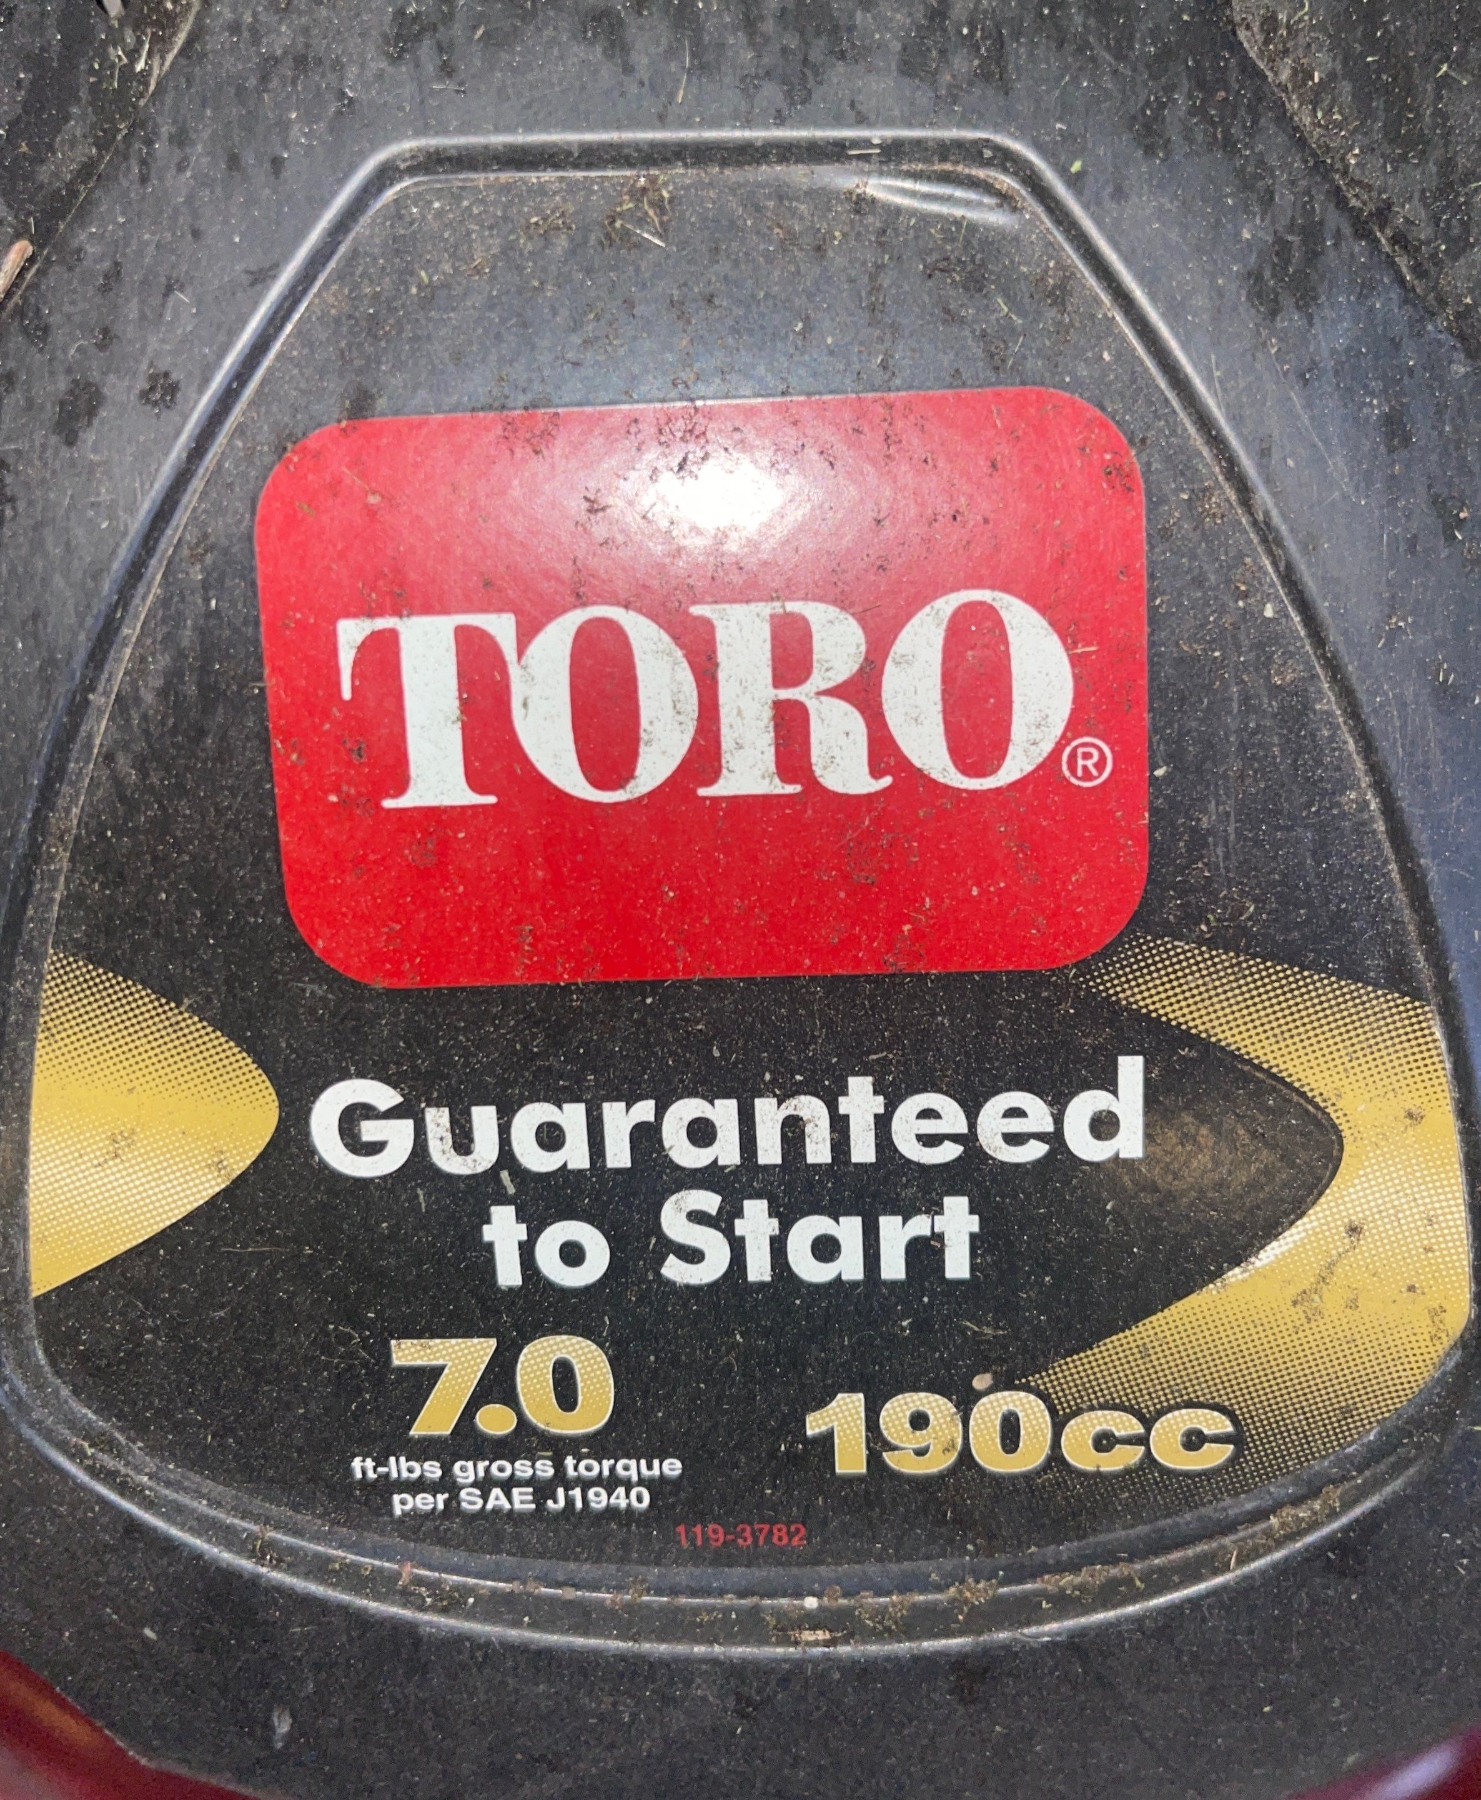 TORO®
Guaranteed
to Start
7.0
ft-lbs gross torque
per SAE J1940
190cc
119-3782